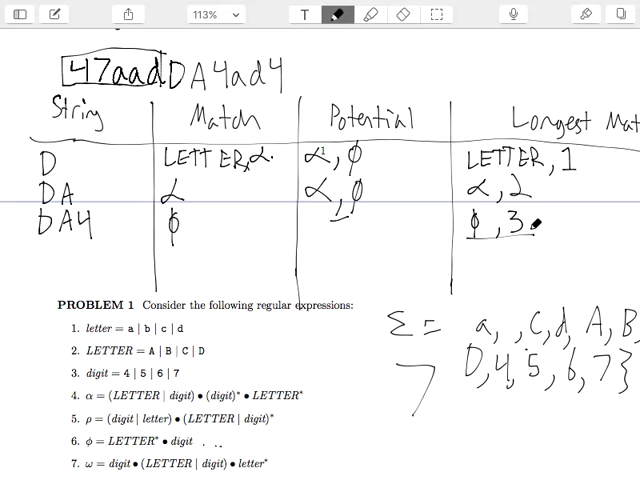 113%
T
47aadDA4ad4
String Match Potential Longest Mat
D LETTER, α. α¹, ϕ LETTER, 1
DA α α, ϕ α, 2
DA4 ϕ ϕ, 3
PROBLEM 1 Consider the following regular expressions:
1. letter = a | b | c | d
2. LETTER = A | B | C | D
3. digit = 4 | 5 | 6 | 7
4. α = (LETTER | digit) • (digit)* • LETTER*
5. ρ = (digit | letter) • (LETTER | digit)*
6. ϕ = LETTER* • digit
7. ω = digit • (LETTER | digit) • letter*
Σ = a, , C, d, A, B,
D, 4, 5, 6, 7}